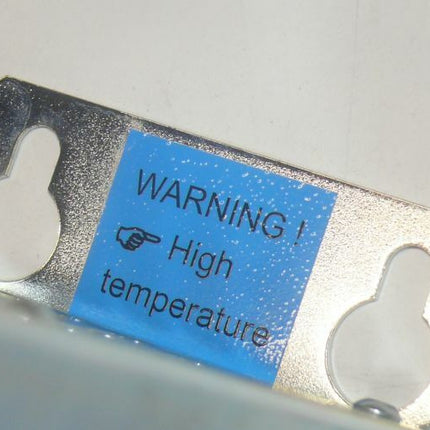 WARNING !
High
temperature